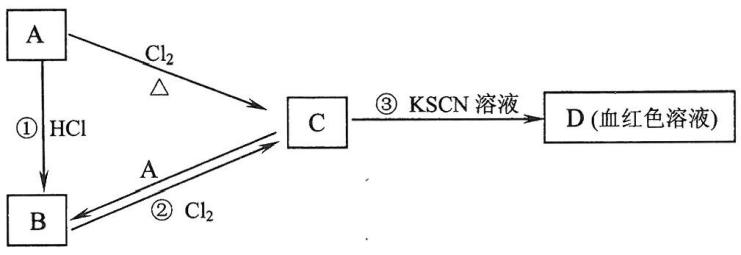 A
Cl₂
△
① HCl
C
③ KSCN 溶液
D (血红色溶液)
A
② Cl₂
B